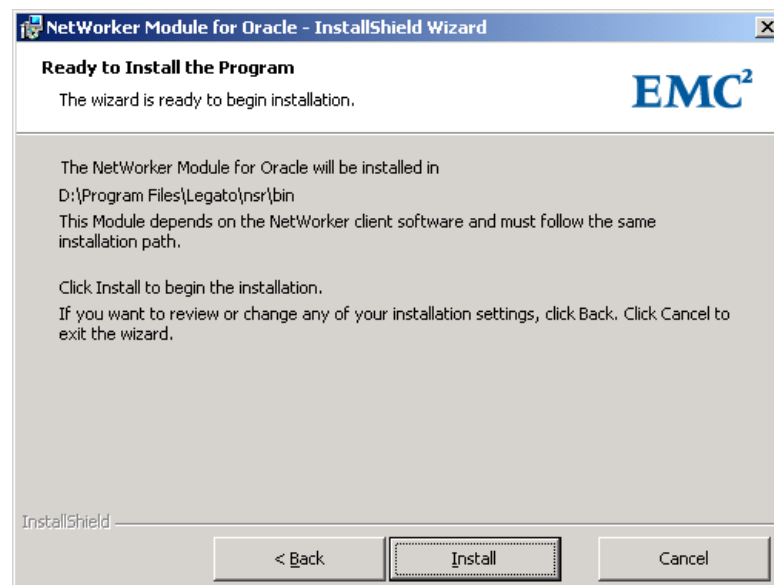 NetWorker Module for Oracle - InstallShield Wizard
Ready to Install the Program
The wizard is ready to begin installation.
EMC²
The NetWorker Module for Oracle will be installed in
D:\Program Files\Legato\nsr\bin
This Module depends on the NetWorker client software and must follow the same
installation path.
Click Install to begin the installation.
If you want to review or change any of your installation settings, click Back. Click Cancel to
exit the wizard.
InstallShield
< Back
Install
Cancel